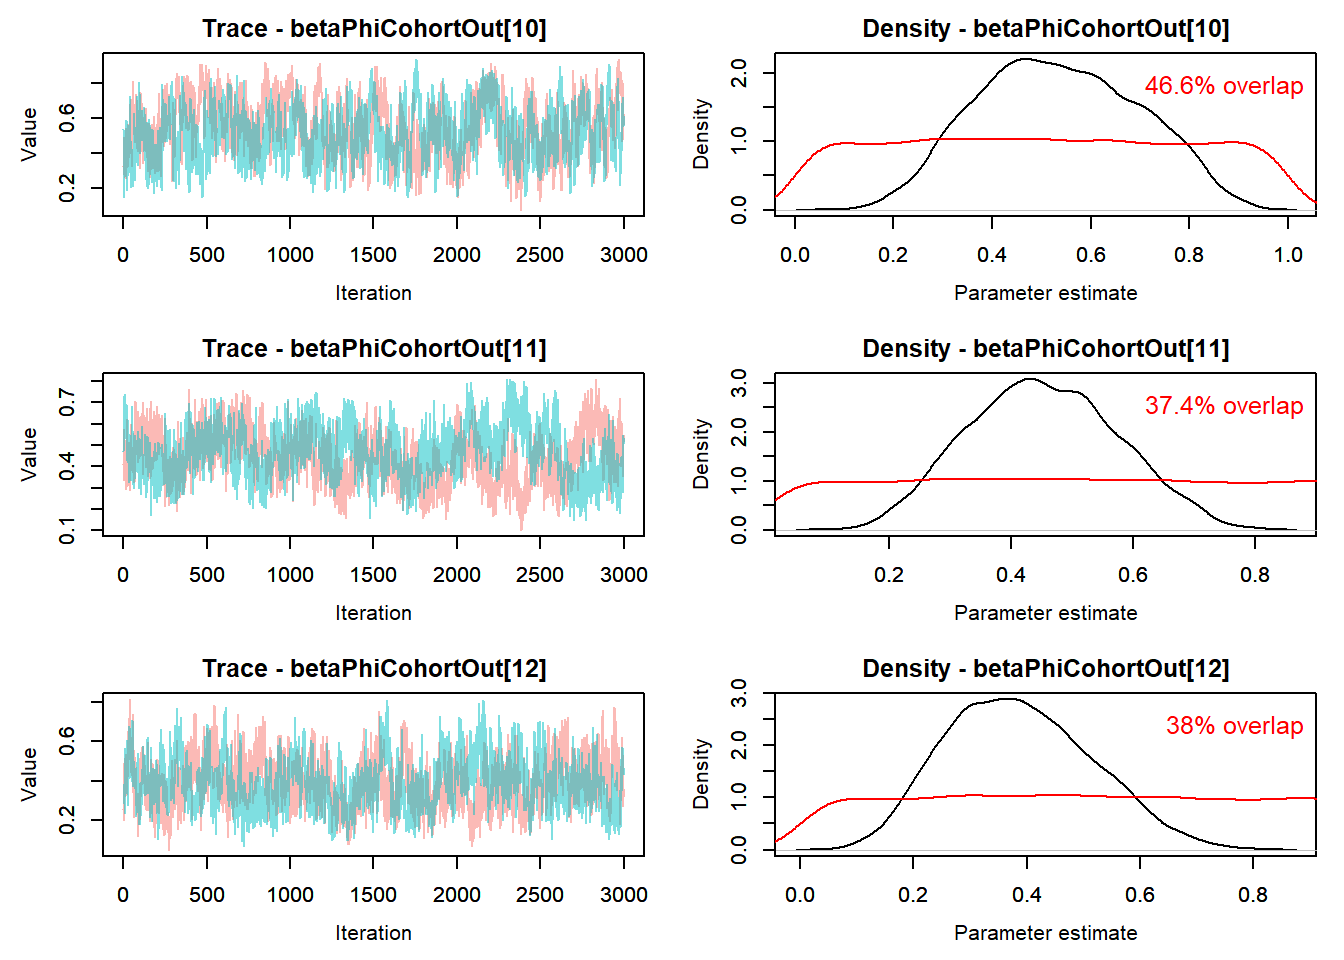 Trace - betaPhiCohortOut[10]
Value
0.2
0.6
0
500
1000
1500
2000
2500
3000
Iteration
Density - betaPhiCohortOut[10]
46.6% overlap
Density
0.0
1.0
2.0
0.0
0.2
0.4
0.6
0.8
1.0
Parameter estimate
Trace - betaPhiCohortOut[11]
Value
0.1
0.4
0.7
0
500
1000
1500
2000
2500
3000
Iteration
Density - betaPhiCohortOut[11]
37.4% overlap
Density
0.0
1.0
2.0
3.0
0.2
0.4
0.6
0.8
Parameter estimate
Trace - betaPhiCohortOut[12]
Value
0.2
0.6
0
500
1000
1500
2000
2500
3000
Iteration
Density - betaPhiCohortOut[12]
38% overlap
Density
0.0
1.0
2.0
3.0
0.0
0.2
0.4
0.6
0.8
Parameter estimate